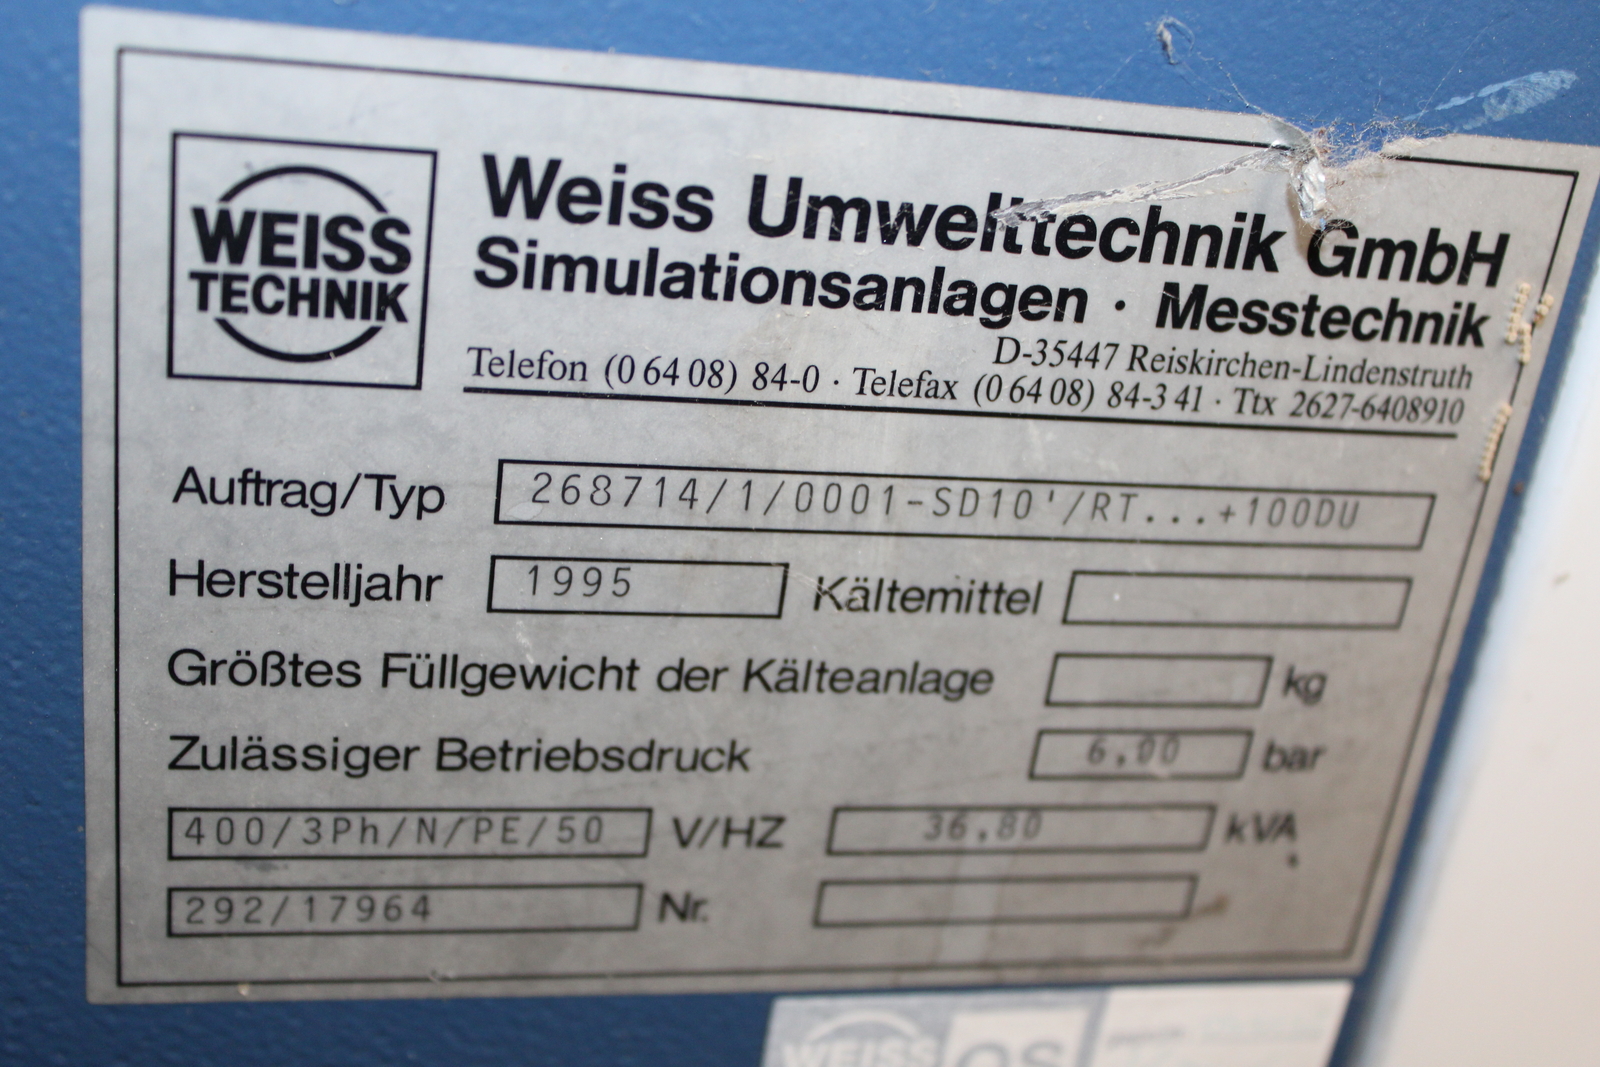 WEISS
TECHNIK
Weiss Umwelttechnik GmbH
Simulationsanlagen · Messtechnik
D-35447 Reiskirchen-Lindenstruth
Telefon (0 64 08) 84-0 · Telefax (0 64 08) 84-3 41 · Ttx 2627-6408910
Auftrag/Typ 268714/1/0001-SD10'/RT...+100DU
Herstelljahr 1995 Kältemittel
Größtes Füllgewicht der Kälteanlage kg
Zulässiger Betriebsdruck 6,00 bar
400/3Ph/N/PE/50 V/HZ 36,80 kVA
292/17964 Nr.
WEISS QS